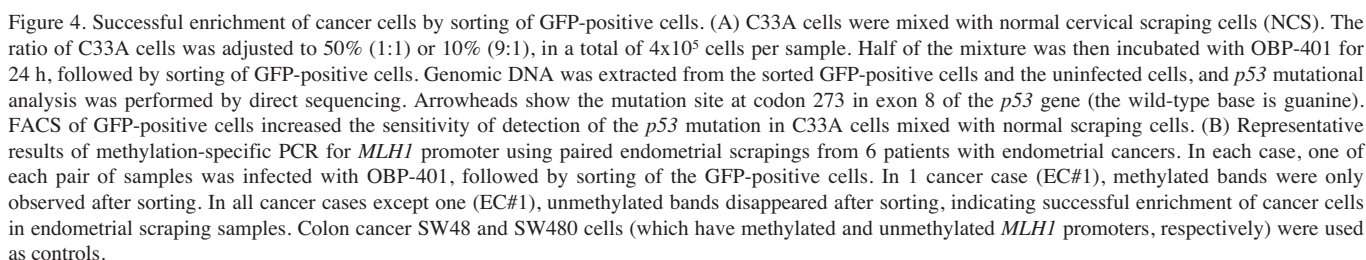 Figure 4. Successful enrichment of cancer cells by sorting of GFP-positive cells. (A) C33A cells were mixed with normal cervical scraping cells (NCS). The
ratio of C33A cells was adjusted to 50% (1:1) or 10% (9:1), in a total of 4x10⁵ cells per sample. Half of the mixture was then incubated with OBP-401 for
24 h, followed by sorting of GFP-positive cells. Genomic DNA was extracted from the sorted GFP-positive cells and the uninfected cells, and p53 mutational
analysis was performed by direct sequencing. Arrowheads show the mutation site at codon 273 in exon 8 of the p53 gene (the wild-type base is guanine).
FACS of GFP-positive cells increased the sensitivity of detection of the p53 mutation in C33A cells mixed with normal scraping cells. (B) Representative
results of methylation-specific PCR for MLH1 promoter using paired endometrial scrapings from 6 patients with endometrial cancers. In each case, one of
each pair of samples was infected with OBP-401, followed by sorting of the GFP-positive cells. In 1 cancer case (EC#1), methylated bands were only
observed after sorting. In all cancer cases except one (EC#1), unmethylated bands disappeared after sorting, indicating successful enrichment of cancer cells
in endometrial scraping samples. Colon cancer SW48 and SW480 cells (which have methylated and unmethylated MLH1 promoters, respectively) were used
as controls.